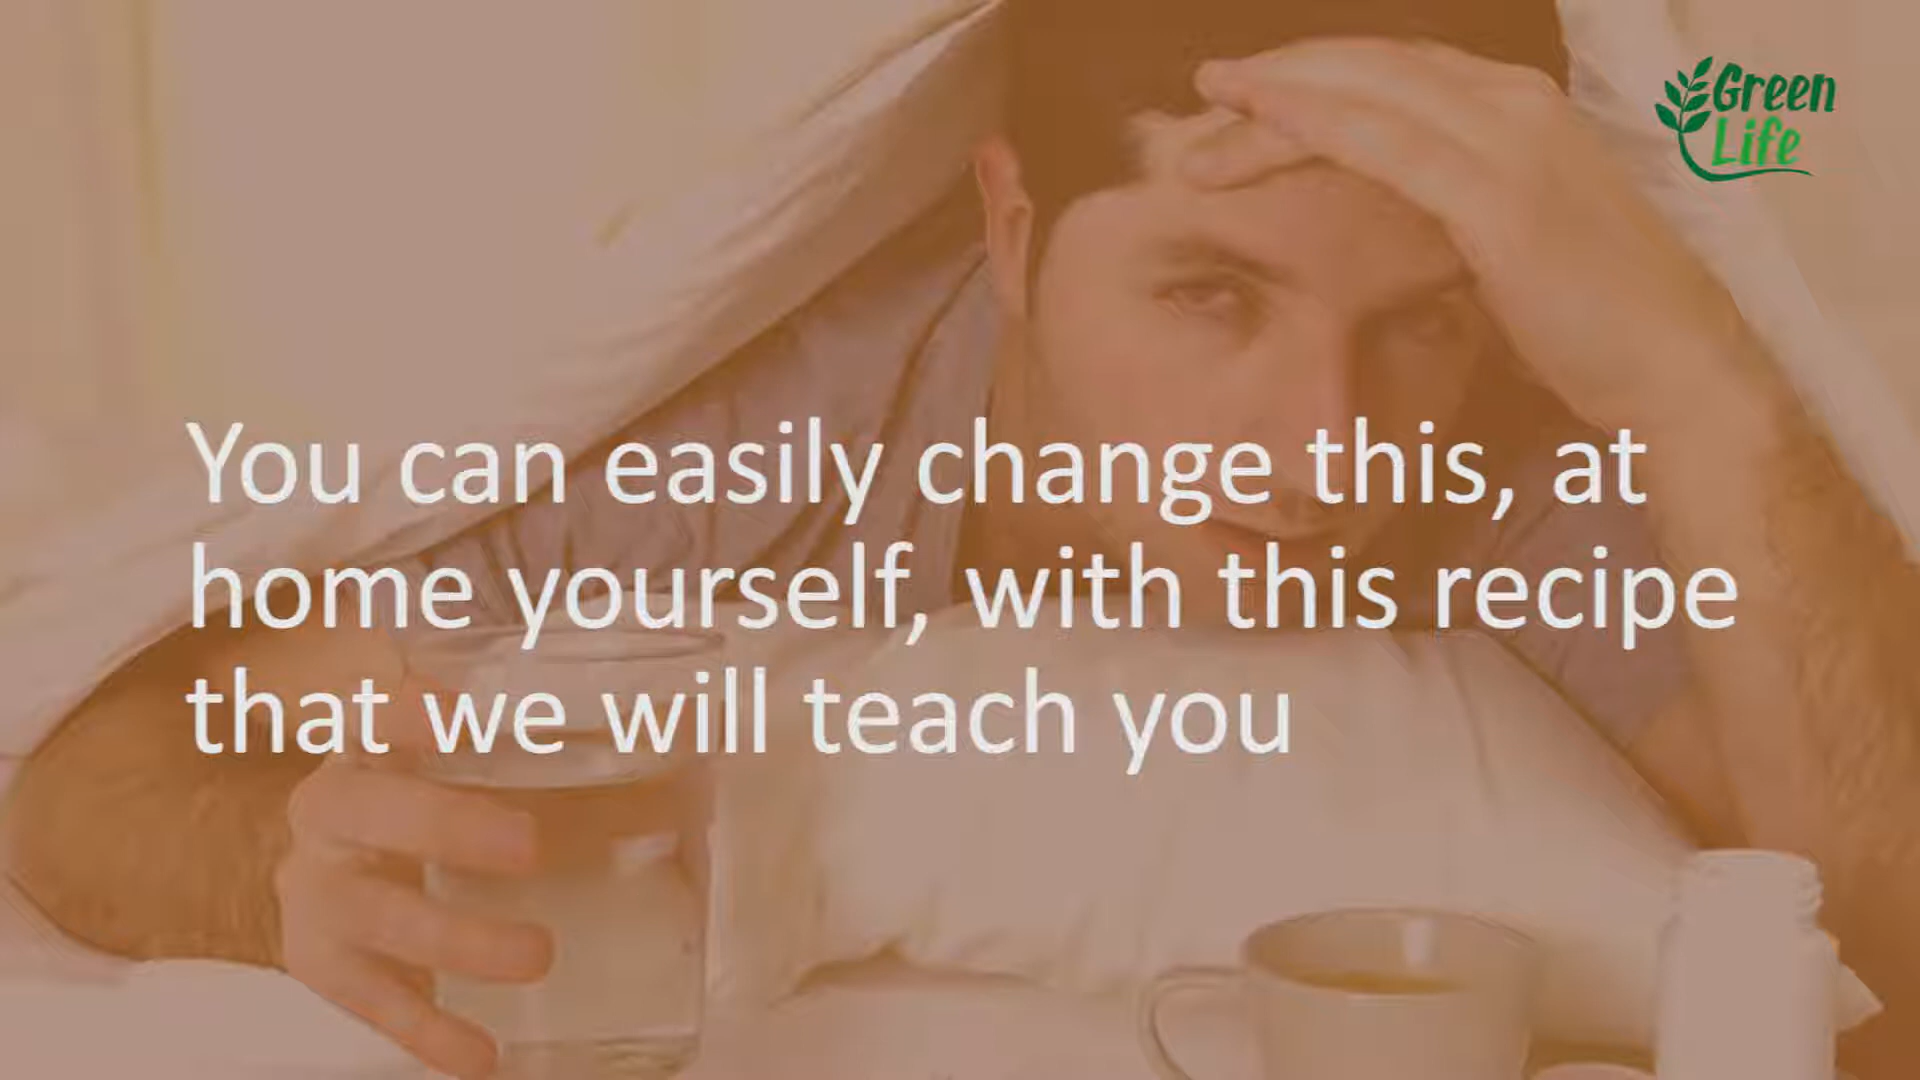 Green
Life
You can easily change this, at
home yourself, with this recipe
that we will teach you